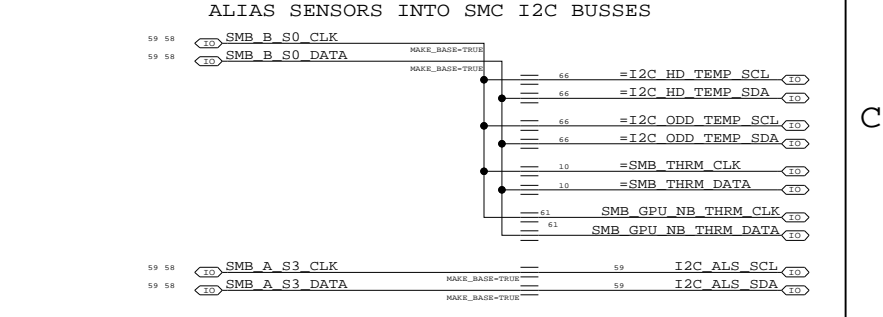 ALIAS SENSORS INTO SMC I2C BUSSES
59 58 IO SMB_B_S0_CLK
MAKE_BASE=TRUE
59 58 IO SMB_B_S0_DATA
MAKE_BASE=TRUE
66 =I2C_HD_TEMP_SCL IO
66 =I2C_HD_TEMP_SDA IO
C
66 =I2C_ODD_TEMP_SCL IO
66 =I2C_ODD_TEMP_SDA IO
10 =SMB_THRM_CLK IO
10 =SMB_THRM_DATA IO
61 SMB_GPU_NB_THRM_CLK IO
61 SMB_GPU_NB_THRM_DATA IO
59 58 IO SMB_A_S3_CLK 59 I2C_ALS_SCL IO
MAKE_BASE=TRUE
59 58 IO SMB_A_S3_DATA 59 I2C_ALS_SDA IO
MAKE_BASE=TRUE